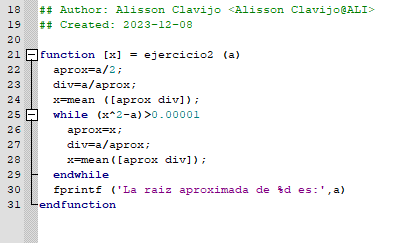 18 ## Author: Alisson Clavijo <Alisson Clavijo@ALI>
19 ## Created: 2023-12-08
20
21 function [x] = ejercicio2 (a)
22 aprox=a/2;
23 div=a/aprox;
24 x=mean ([aprox div]);
25 while (x^2-a)>0.00001
26 aprox=x;
27 div=a/aprox;
28 x=mean([aprox div]);
29 endwhile
30 fprintf ('La raiz aproximada de %d es:',a)
31 endfunction